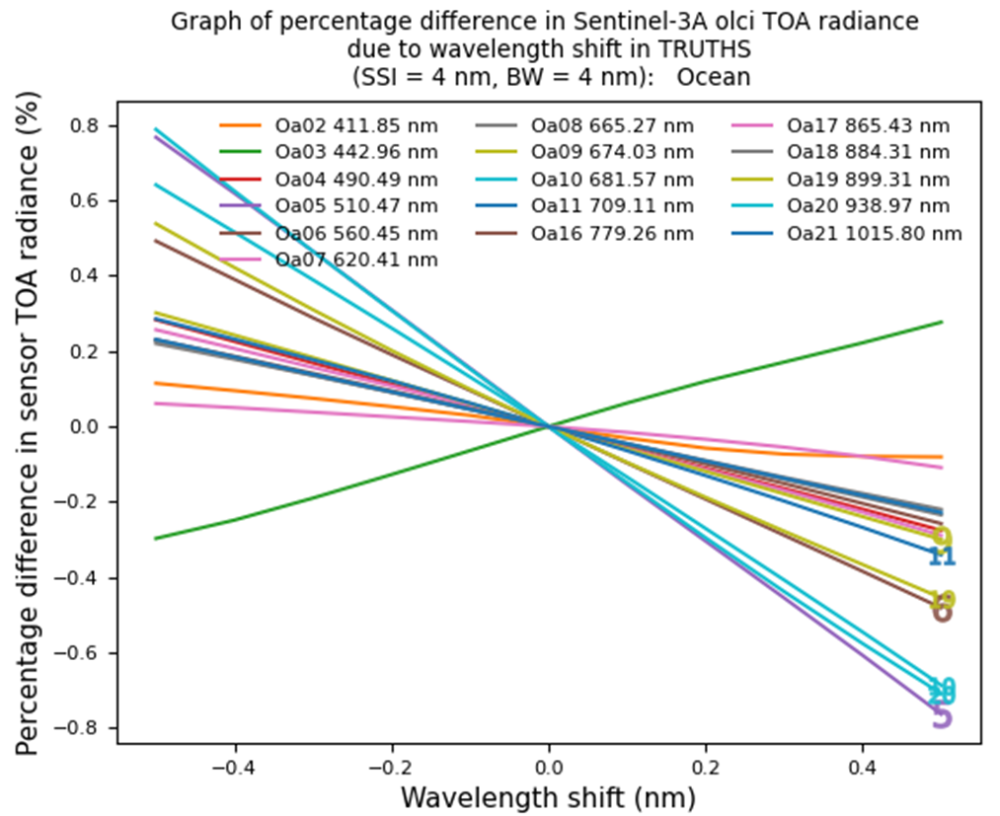 Graph of percentage difference in Sentinel-3A olci TOA radiance
due to wavelength shift in TRUTHS
(SSI = 4 nm, BW = 4 nm):   Ocean
Percentage difference in sensor TOA radiance (%)
0.8
0.6
0.4
0.2
0.0
−0.2
−0.4
−0.6
−0.8
Oa02 411.85 nm
Oa03 442.96 nm
Oa04 490.49 nm
Oa05 510.47 nm
Oa06 560.45 nm
Oa07 620.41 nm
Oa08 665.27 nm
Oa09 674.03 nm
Oa10 681.57 nm
Oa11 709.11 nm
Oa16 779.26 nm
Oa17 865.43 nm
Oa18 884.31 nm
Oa19 899.31 nm
Oa20 938.97 nm
Oa21 1015.80 nm
9
11
19
6
10
20
5
−0.4
−0.2
0.0
0.2
0.4
Wavelength shift (nm)